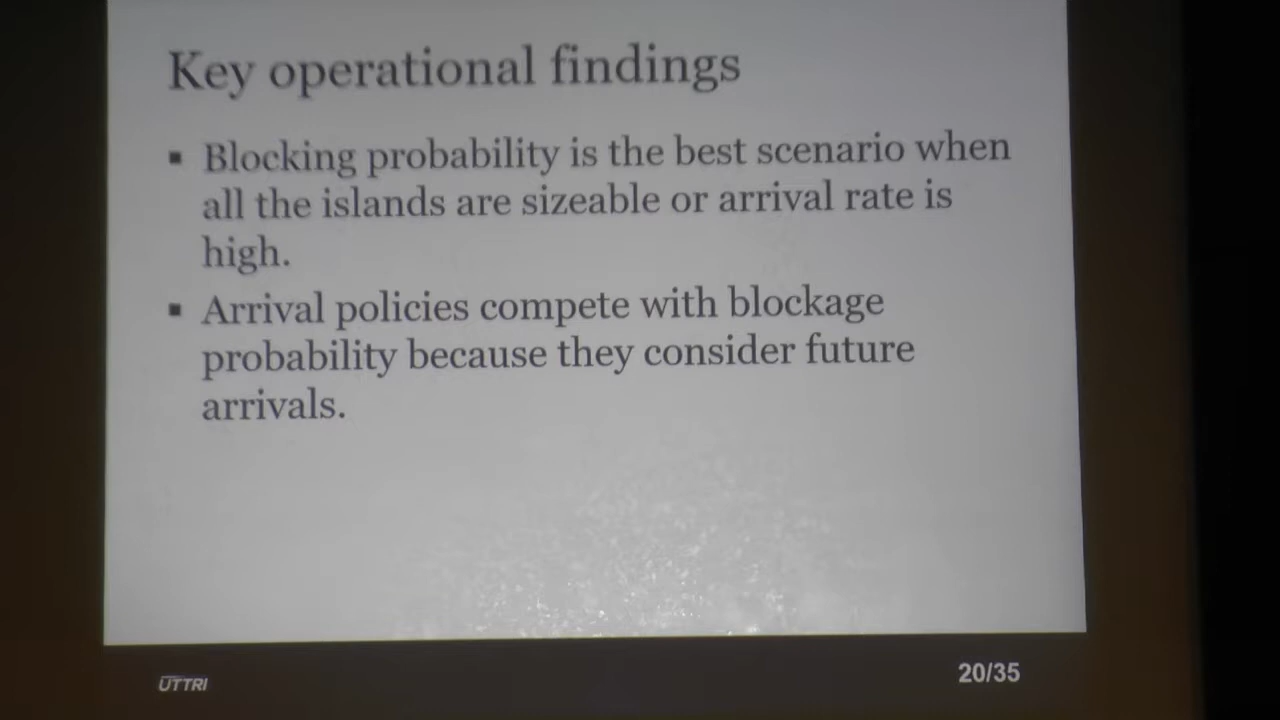 Key operational findings
▪ Blocking probability is the best scenario when
all the islands are sizeable or arrival rate is
high.
▪ Arrival policies compete with blockage
probability because they consider future
arrivals.
UTTRI
20/35